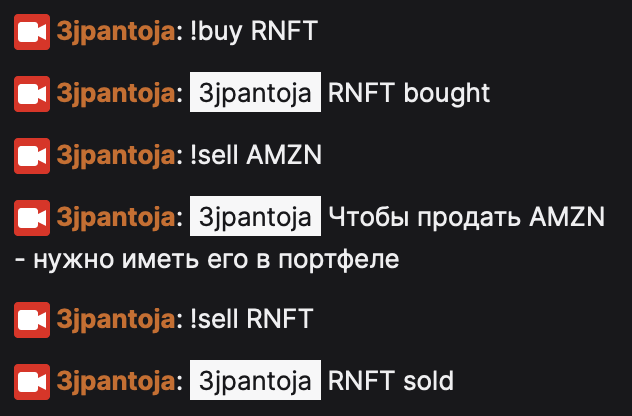 3jpantoja: !buy RNFT
3jpantoja: 3jpantoja RNFT bought
3jpantoja: !sell AMZN
3jpantoja: 3jpantoja Чтобы продать AMZN
- нужно иметь его в портфеле
3jpantoja: !sell RNFT
3jpantoja: 3jpantoja RNFT sold